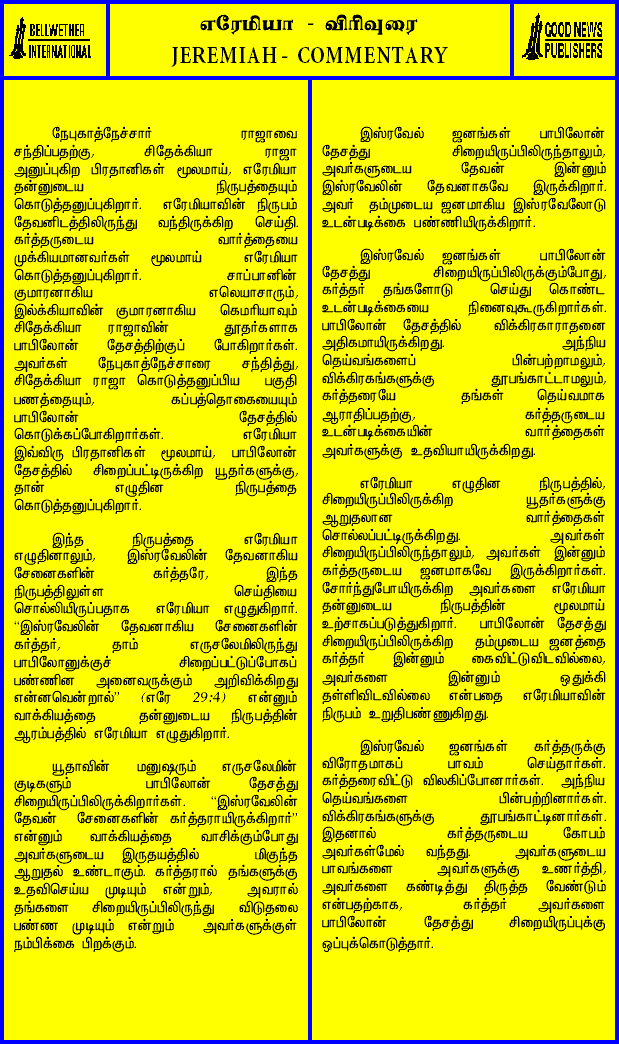 BELLWETHER
INTERNATIONAL
எரேமியா - விரிவுரை
JEREMIAH - COMMENTARY
GOOD NEWS
PUBLISHERS
நேபுகாத்நேச்சார் ராஜாவை
சந்திப்பதற்கு, சிதேக்கியா ராஜா
அனுப்புகிற பிரதானிகள் மூலமாய், எரேமியா
தன்னுடைய நிருபத்தையும்
கொடுத்தனுப்புகிறார். எரேமியாவின் நிருபம்
தேவனிடத்திலிருந்து வந்திருக்கிற செய்தி.
கர்த்தருடைய வார்த்தையை
முக்கியமானவர்கள் மூலமாய் எரேமியா
கொடுத்தனுப்புகிறார். சாப்பானின்
குமாரனாகிய எலெயாசாரும்,
இல்க்கியாவின் குமாரனாகிய கெமரியாவும்
சிதேக்கியா ராஜாவின் தூதர்களாக
பாபிலோன் தேசத்திற்குப் போகிறார்கள்.
அவர்கள் நேபுகாத்நேச்சாரை சந்தித்து,
சிதேக்கியா ராஜா கொடுத்தனுப்பிய பகுதி
பணத்தையும், கப்பத்தொகையையும்
பாபிலோன் தேசத்தில்
கொடுக்கப்போகிறார்கள். எரேமியா
இவ்விரு பிரதானிகள் மூலமாய், பாபிலோன்
தேசத்தில் சிறைப்பட்டிருக்கிற யூதர்களுக்கு,
தான் எழுதின நிருபத்தை
கொடுத்தனுப்புகிறார்.
இந்த நிருபத்தை எரேமியா
எழுதினாலும், இஸ்ரவேலின் தேவனாகிய
சேனைகளின் கர்த்தரே, இந்த
நிருபத்திலுள்ள செய்தியை
சொல்லியிருப்பதாக எரேமியா எழுதுகிறார்.
“இஸ்ரவேலின் தேவனாகிய சேனைகளின்
கர்த்தர், தாம் எருசலேமிலிருந்து
பாபிலோனுக்குச் சிறைப்பட்டுப்போகப்
பண்ணின அனைவருக்கும் அறிவிக்கிறது
என்னவென்றால்” (எரே 29:4) என்னும்
வாக்கியத்தை தன்னுடைய நிருபத்தின்
ஆரம்பத்தில் எரேமியா எழுதுகிறார்.
யூதாவின் மனுஷரும் எருசலேமின்
குடிகளும் பாபிலோன் தேசத்து
சிறையிருப்பிலிருக்கிறார்கள். “இஸ்ரவேலின்
தேவன் சேனைகளின் கர்த்தராயிருக்கிறார்”
என்னும் வாக்கியத்தை வாசிக்கும்போது
அவர்களுடைய இருதயத்தில் மிகுந்த
ஆறுதல் உண்டாகும். கர்த்தரால் தங்களுக்கு
உதவிசெய்ய முடியும் என்றும், அவரால்
தங்களை சிறையிருப்பிலிருந்து விடுதலை
பண்ண முடியும் என்றும் அவர்களுக்குள்
நம்பிக்கை பிறக்கும்.
இஸ்ரவேல் ஜனங்கள் பாபிலோன்
தேசத்து சிறையிருப்பிலிருந்தாலும்,
அவர்களுடைய தேவன் இன்னும்
இஸ்ரவேலின் தேவனாகவே இருக்கிறார்.
அவர் தம்முடைய ஜனமாகிய இஸ்ரவேலோடு
உடன்படிக்கை பண்ணியிருக்கிறார்.
இஸ்ரவேல் ஜனங்கள் பாபிலோன்
தேசத்து சிறையிருப்பிலிருக்கும்போது,
கர்த்தர் தங்களோடு செய்து கொண்ட
உடன்படிக்கையை நினைவுகூருகிறார்கள்.
பாபிலோன் தேசத்தில் விக்கிரகாராதனை
அதிகமாயிருக்கிறது. அந்நிய
தெய்வங்களைப் பின்பற்றாமலும்,
விக்கிரகங்களுக்கு தூபங்காட்டாமலும்,
கர்த்தரையே தங்கள் தெய்வமாக
ஆராதிப்பதற்கு, கர்த்தருடைய
உடன்படிக்கையின் வார்த்தைகள்
அவர்களுக்கு உதவியாயிருக்கிறது.
எரேமியா எழுதின நிருபத்தில்,
சிறையிருப்பிலிருக்கிற யூதர்களுக்கு
ஆறுதலான வார்த்தைகள்
சொல்லப்பட்டிருக்கிறது. அவர்கள்
சிறையிருப்பிலிருந்தாலும், அவர்கள் இன்னும்
கர்த்தருடைய ஜனமாகவே இருக்கிறார்கள்.
சோர்ந்துபோயிருக்கிற அவர்களை எரேமியா
தன்னுடைய நிருபத்தின் மூலமாய்
உற்சாகப்படுத்துகிறார். பாபிலோன் தேசத்து
சிறையிருப்பிலிருக்கிற தம்முடைய ஜனத்தை
கர்த்தர் இன்னும் கைவிட்டுவிடவில்லை,
அவர்களை இன்னும் ஒதுக்கி
தள்ளிவிடவில்லை என்பதை எரேமியாவின்
நிருபம் உறுதிபண்ணுகிறது.
இஸ்ரவேல் ஜனங்கள் கர்த்தருக்கு
விரோதமாகப் பாவம் செய்தார்கள்.
கர்த்தரைவிட்டு விலகிப்போனார்கள். அந்நிய
தெய்வங்களை பின்பற்றினார்கள்.
விக்கிரகங்களுக்கு தூபங்காட்டினார்கள்.
இதனால் கர்த்தருடைய கோபம்
அவர்கள்மேல் வந்தது. அவர்களுடைய
பாவங்களை அவர்களுக்கு உணர்த்தி,
அவர்களை கண்டித்து திருத்த வேண்டும்
என்பதற்காக, கர்த்தர் அவர்களை
பாபிலோன் தேசத்து சிறையிருப்புக்கு
ஒப்புக்கொடுத்தார்.